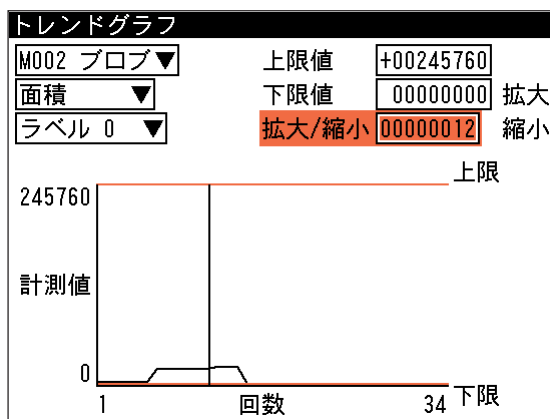 トレンドグラフ
M002 ブロブ▼ 上限値 +00245760
面積 ▼ 下限値 00000000 拡大
ラベル 0 ▼ 拡大/縮小 00000012 縮小
上限
245760
計測値
0
1 回数 34 下限